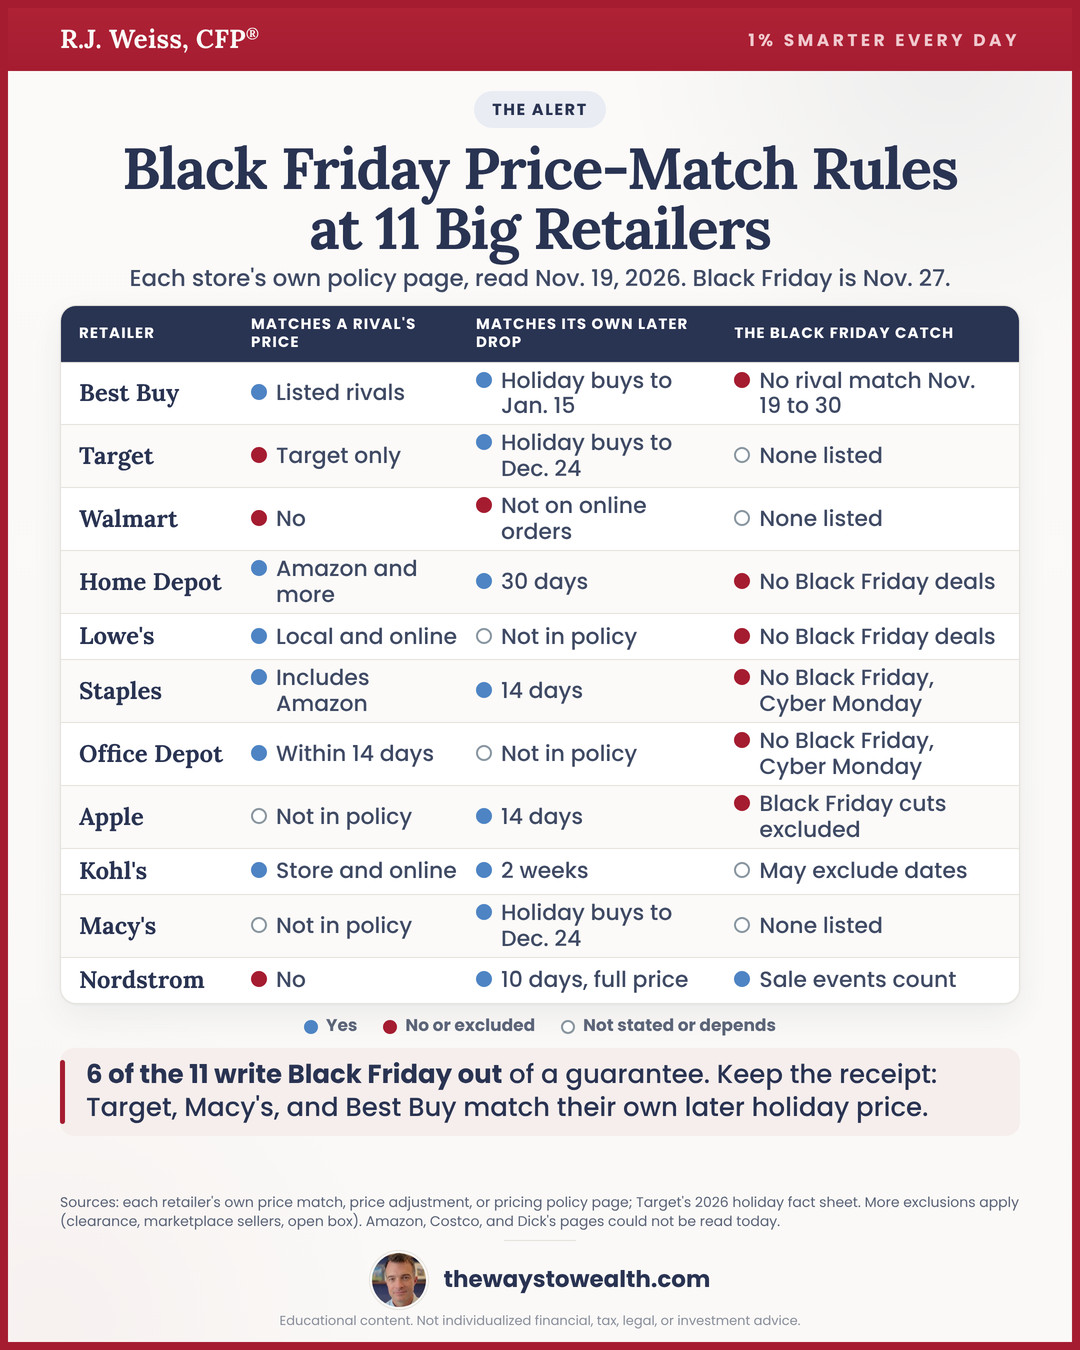 R.J. Weiss, CFP®
1% SMARTER EVERY DAY
THE ALERT
Black Friday Price-Match Rules
at 11 Big Retailers
Each store's own policy page, read Nov. 19, 2026. Black Friday is Nov. 27.
RETAILER
MATCHES A RIVAL'S
PRICE
MATCHES ITS OWN LATER
DROP
THE BLACK FRIDAY CATCH
Best Buy
Listed rivals
Holiday buys to
Jan. 15
No rival match Nov.
19 to 30
Target
Target only
Holiday buys to
Dec. 24
None listed
Walmart
No
Not on online
orders
None listed
Home Depot
Amazon and
more
30 days
No Black Friday deals
Lowe's
Local and online
Not in policy
No Black Friday deals
Staples
Includes
Amazon
14 days
No Black Friday,
Cyber Monday
Office Depot
Within 14 days
Not in policy
No Black Friday,
Cyber Monday
Apple
Not in policy
14 days
Black Friday cuts
excluded
Kohl's
Store and online
2 weeks
May exclude dates
Macy's
Not in policy
Holiday buys to
Dec. 24
None listed
Nordstrom
No
10 days, full price
Sale events count
Yes
No or excluded
Not stated or depends
6 of the 11 write Black Friday out of a guarantee. Keep the receipt:
Target, Macy's, and Best Buy match their own later holiday price.
Sources: each retailer's own price match, price adjustment, or pricing policy page; Target's 2026 holiday fact sheet. More exclusions apply
(clearance, marketplace sellers, open box). Amazon, Costco, and Dick's pages could not be read today.
thewaystowealth.com
Educational content. Not individualized financial, tax, legal, or investment advice.